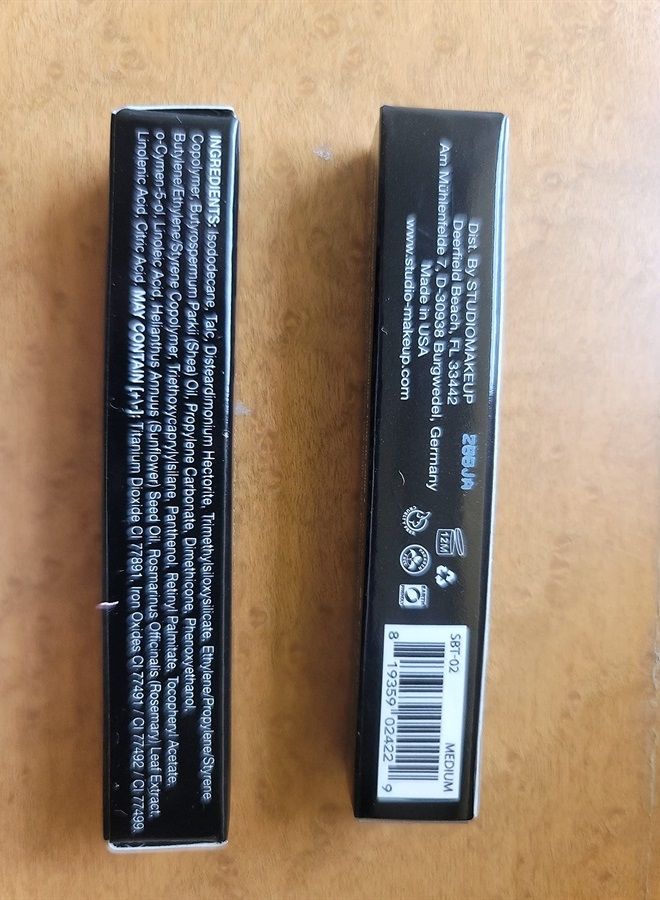 INGREDIENTS: Isododecane, Talc, Disteardimonium Hectorite, Trimethylsiloxysilicate, Ethylene/Propylene/Styrene
Copolymer, Butyrospermum Parkii (Shea) Oil, Propylene Carbonate, Dimethicone, Phenoxyethanol,
Butylene/Ethylene/Styrene Copolymer, Triethoxycaprylylsilane, Panthenol, Retinyl Palmitate, Tocopheryl Acetate,
o-Cymen-5-ol, Linoleic Acid, Helianthus Annuus (Sunflower) Seed Oil, Rosmarinus Officinalis (Rosemary) Leaf Extract,
Linolenic Acid, Citric Acid. MAY CONTAIN [+\-]: Titanium Dioxide CI 77891, Iron Oxides CI 77491 / CI 77492 / CI 77499.
Dist. By STUDIOMAKEUP
Deerfield Beach, FL 33442
Am Mühlenfelde 7, D-30938 Burgwedel, Germany
Made in USA
www.studio-makeup.com
12M
SBT-02 MEDIUM
8 19359 02422 9